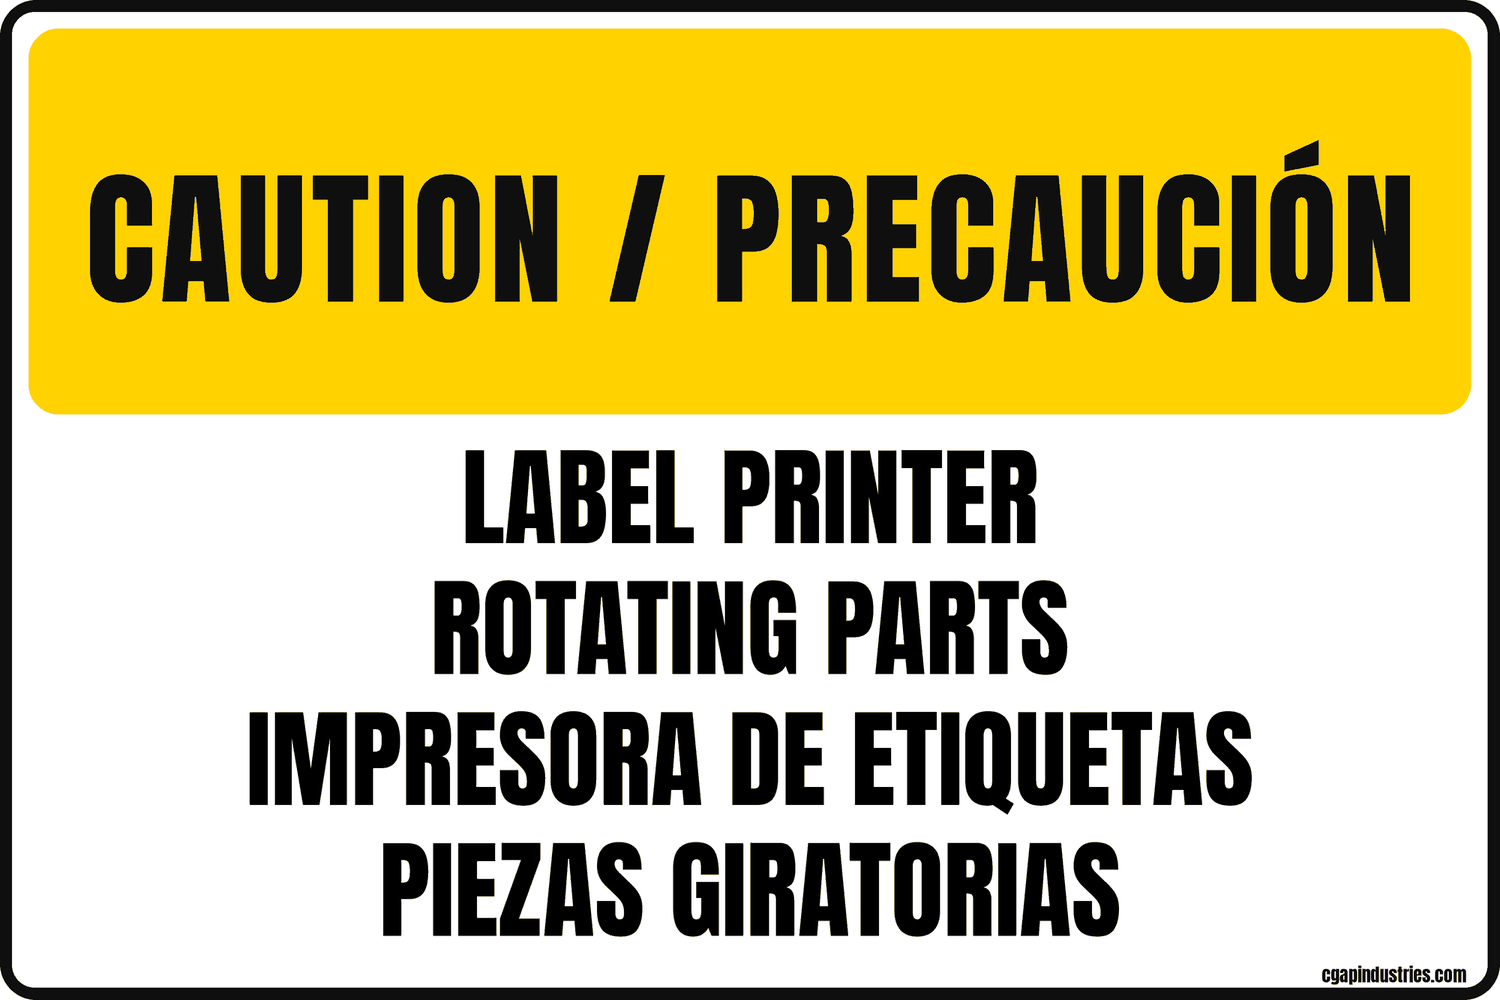 CAUTION / PRECAUCIÓN
LABEL PRINTER
ROTATING PARTS
IMPRESORA DE ETIQUETAS
PIEZAS GIRATORIAS
cgapindustries.com